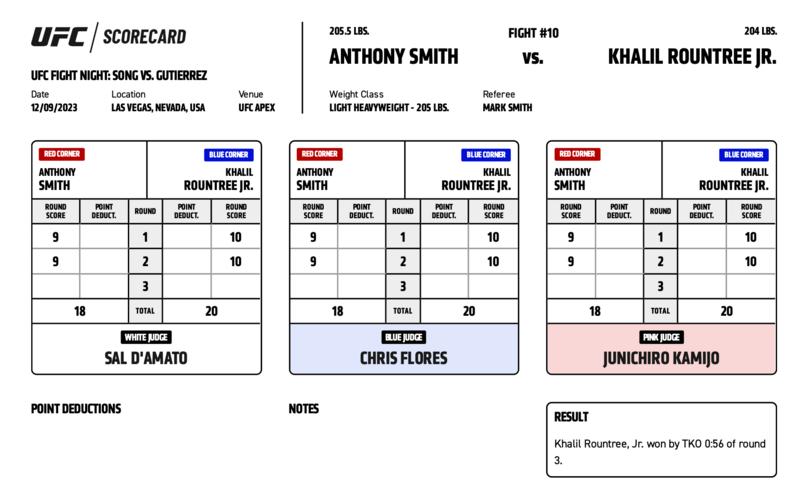 UFC / SCORECARD
UFC FIGHT NIGHT: SONG VS. GUTIERREZ
Date Location Venue
12/09/2023 LAS VEGAS, NEVADA, USA UFC APEX
205.5 LBS. FIGHT #10 204 LBS.
ANTHONY SMITH vs. KHALIL ROUNTREE JR.
Weight Class Referee
LIGHT HEAVYWEIGHT - 205 LBS. MARK SMITH
RED CORNER BLUE CORNER
ANTHONY KHALIL
SMITH ROUNTREE JR.
ROUND POINT ROUND POINT ROUND
SCORE DEDUCT. DEDUCT. SCORE
9 1 10
9 2 10
3
18 TOTAL 20
WHITE JUDGE
SAL D'AMATO
RED CORNER BLUE CORNER
ANTHONY KHALIL
SMITH ROUNTREE JR.
ROUND POINT ROUND POINT ROUND
SCORE DEDUCT. DEDUCT. SCORE
9 1 10
9 2 10
3
18 TOTAL 20
BLUE JUDGE
CHRIS FLORES
RED CORNER BLUE CORNER
ANTHONY KHALIL
SMITH ROUNTREE JR.
ROUND POINT ROUND POINT ROUND
SCORE DEDUCT. DEDUCT. SCORE
9 1 10
9 2 10
3
18 TOTAL 20
PINK JUDGE
JUNICHIRO KAMIJO
POINT DEDUCTIONS
NOTES
RESULT
Khalil Rountree, Jr. won by TKO 0:56 of round
3.